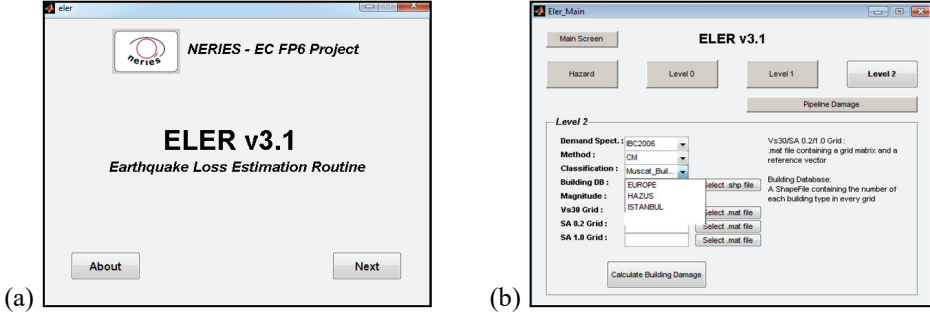 eler
neries
NERIES - EC FP6 Project
ELER v3.1
Earthquake Loss Estimation Routine
About
Next
(a)
Eler_Main
Main Screen
ELER v3.1
Hazard
Level 0
Level 1
Level 2
Pipeline Damage
Level 2
Demand Spect. :
IBC2006
Method :
CM
Classification :
Muscat_Buil...
Building DB :
EUROPE
HAZUS
ISTANBUL
Select .shp file
Magnitude :
Vs30 Grid :
Select .mat file
SA 0.2 Grid :
Select .mat file
SA 1.0 Grid :
Select .mat file
Vs30/SA 0.2/1.0 Grid :
.mat file containing a grid matrix and a
reference vector
Building Database:
A ShapeFile containing the number of
each building type in every grid
Calculate Building Damage
(b)